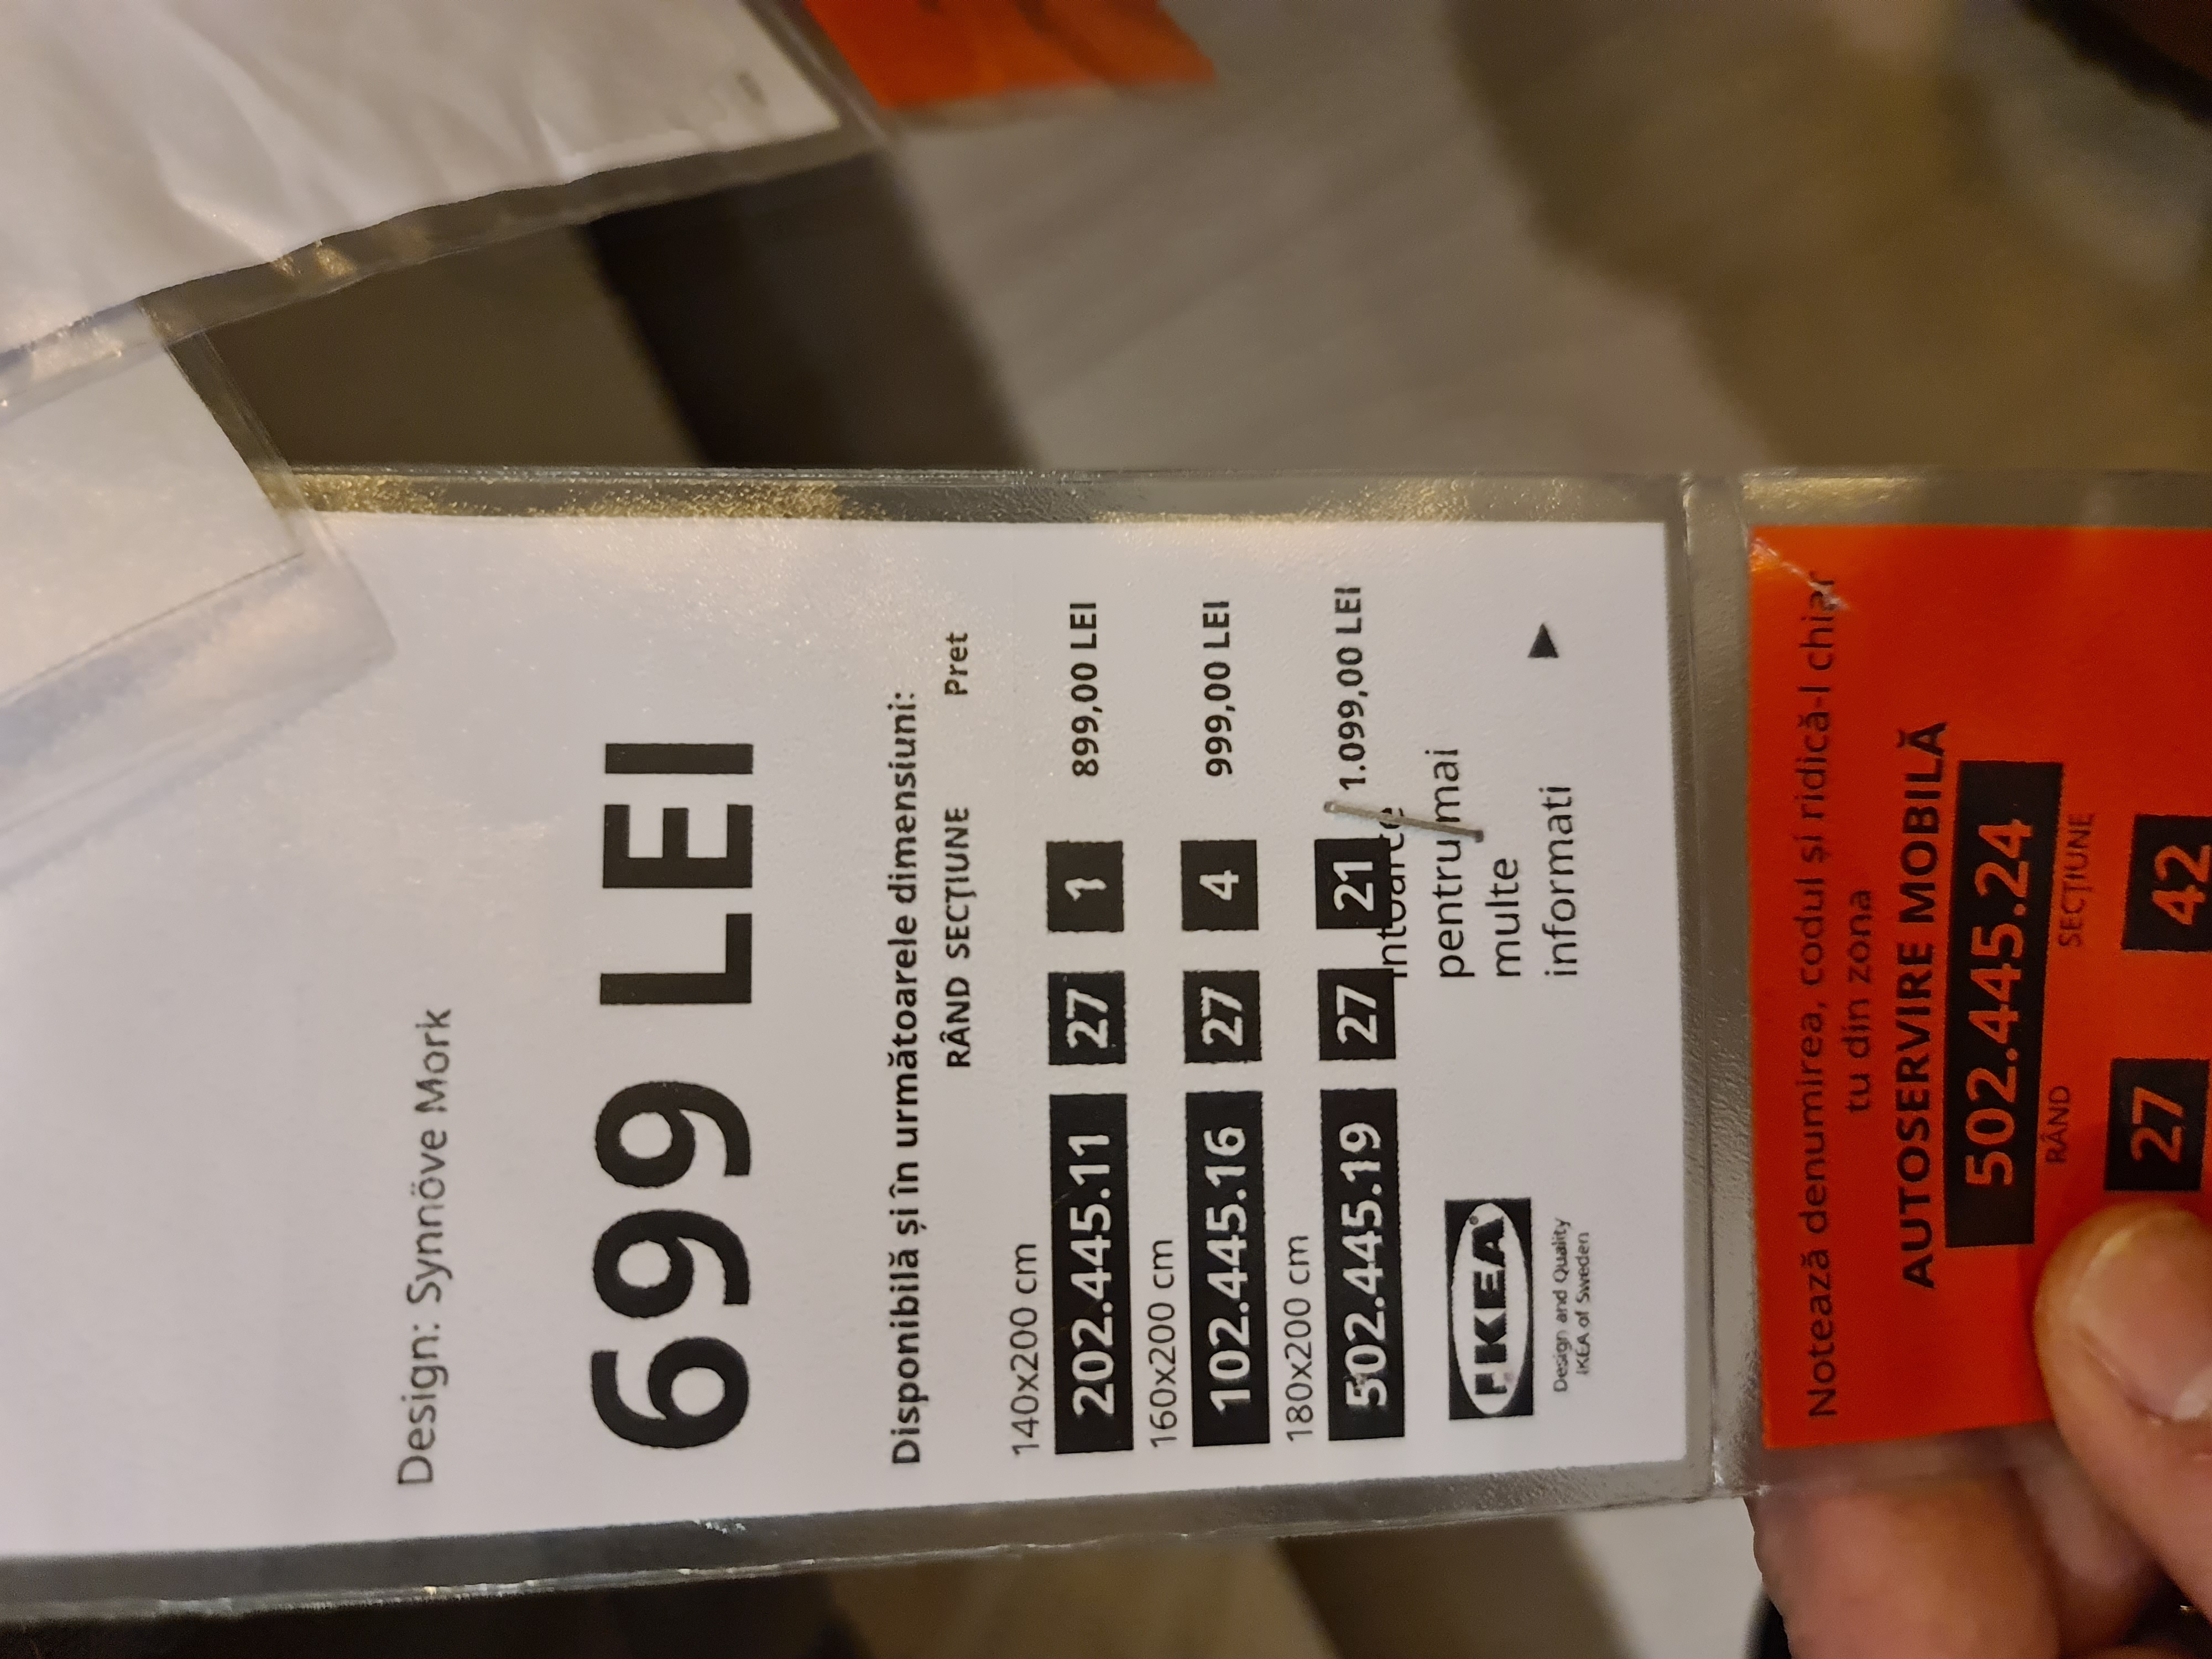 Design: Synnöve Mork
699 LEI
Disponibilă și în următoarele dimensiuni:
RÂND SECȚIUNE Pret
140x200 cm
202.445.11 27 1 899,00 LEI
160x200 cm
102.445.16 27 4 999,00 LEI
180x200 cm
502.445.19 27 21 1.099,00 LEI
întoarce
pentru mai
multe
informati
IKEA
Design and Quality
IKEA of Sweden
Notează denumirea, codul și ridică-l chiar
tu din zona
AUTOSERVIRE MOBILĂ
502.445.24
RÂND SECȚIUNE
27 42